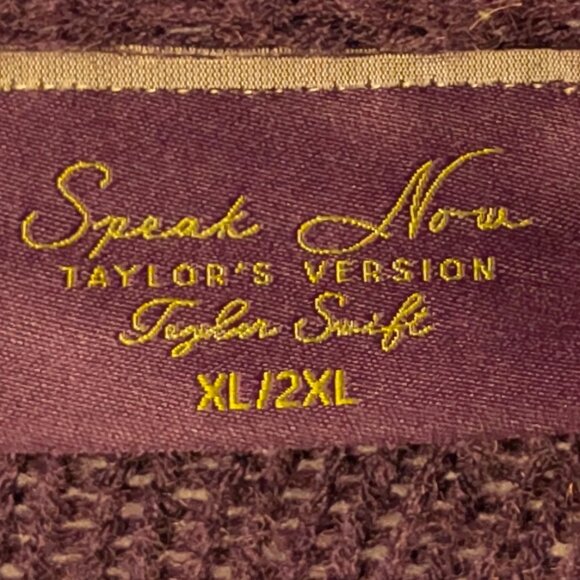 Speak Now
TAYLOR'S VERSION
Taylor Swift
XL/2XL